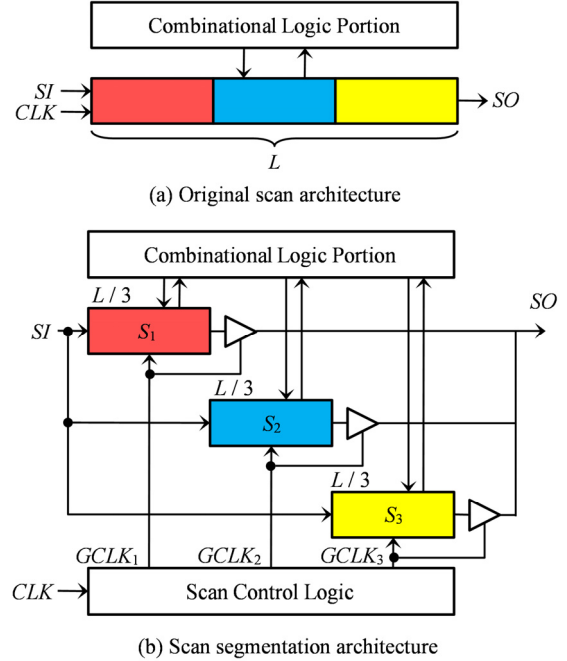 Combinational Logic Portion
SI
CLK
SO
L
(a) Original scan architecture
Combinational Logic Portion
L / 3
SO
SI
S1
L / 3
S2
L / 3
S3
GCLK1 GCLK2 GCLK3
CLK
Scan Control Logic
(b) Scan segmentation architecture